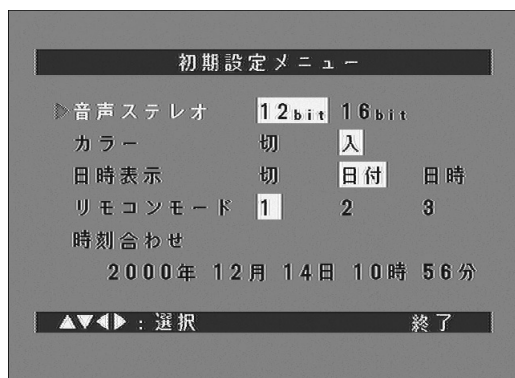 初期設定メニュー
▷音声ステレオ 12bit 16bit
カラー 切 入
日時表示 切 日付 日時
リモコンモード 1 2 3
時刻合わせ
2000年 12月 14日 10時 56分
▲▼◀▶:選択 終了